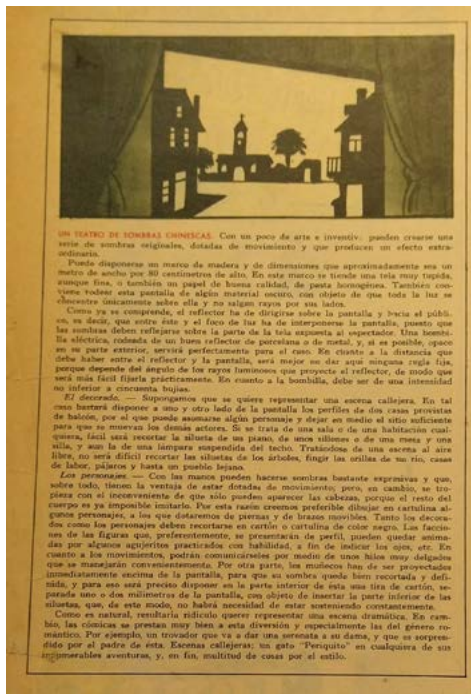 UN TEATRO DE SOMBRAS CHINESCAS. Con un poco de arte e inventiv. pueden crearse una
serie de sombras originales, dotadas de movimiento y que producen un efecto extra-
ordinario.
Puede disponerse un marco de madera y de dimensiones que aproximadamente sea un
metro de ancho por 80 centímetros de alto. En este marco se tiende una tela muy tupida,
aunque fina, o también un papel de buena calidad, de pasta homogénea. También con-
viene rodear esta pantalla de algún material oscuro, con objeto de que toda la luz se
concentre únicamente sobre ella y no salgan rayos por sus lados.
Como ya se comprende, el reflector ha de dirigirse sobre la pantalla y hacia el públi-
co, es decir, que entre éste y el foco de luz ha de interponerse la pantalla, puesto que
las sombras deben reflejarse sobre la parte de la tela expuesta al espectador. Una bombi-
lla eléctrica, rodeada de un buen reflector de porcelana o de metal, y, si es posible, opaco
en su parte exterior, servirá perfectamente para el caso. En cuanto a la distancia que
debe haber entre el reflector y la pantalla, será mejor no dar aquí ninguna regla fija,
porque depende del ángulo de los rayos luminosos que proyecte el reflector, de modo que
será más fácil fijarla prácticamente. En cuanto a la bombilla, debe ser de una intensidad
no inferior a cincuenta bujías.
El decorado. — Supongamos que se quiere representar una escena callejera. En tal
caso bastará disponer a uno y otro lado de la pantalla los perfiles de dos casas provistas
de balcón, por el que puede asomarse algún personaje y dejar en medio el sitio suficiente
para que se muevan los demás actores. Si se trata de una sala o de una habitación cual-
quiera, fácil será recortar la silueta de un piano, de unos sillones o de una mesa y una
silla, y aun la de una lámpara suspendida del techo. Tratándose de una escena al aire
libre, no será difícil recortar las siluetas de los árboles, fingir las orillas de un río, casas
de labor, pájaros y hasta un pueblo lejano.
Los personajes. — Con las manos pueden hacerse sombras bastante expresivas y que,
sobre todo, tienen la ventaja de estar dotadas de movimiento; pero, en cambio, se tro-
pieza con el inconveniente de que sólo pueden aparecer las cabezas, porque el resto del
cuerpo es ya imposible imitarlo. Por esta razón creemos preferible dibujar en cartulina al-
gunos personajes, a los que dotaremos de piernas y de brazos movibles. Tanto los decora-
dos como los personajes deben recortarse en cartón o cartulina de color negro. Las faccio-
nes de las figuras que, preferentemente, se presentarán de perfil, pueden quedar anima-
das por algunos agujeritos practicados con habilidad, a fin de indicar los ojos, etc. En
cuanto a los movimientos, podrán comunicárseles por medio de unos hilos muy delgados
que se manejarán convenientemente. Por otra parte, los muñecos han de ser proyectados
inmediatamente encima de la pantalla, para que su sombra quede bien recortada y defi-
nida, y para eso será preciso disponer en la parte inferior de ésta una tira de cartón, se-
parada uno o dos milímetros de la pantalla, con objeto de insertar la parte inferior de las
siluetas, que, de este modo, no habrá necesidad de estar sosteniendo constantemente.
Como es natural, resultaría ridículo querer representar una escena dramática. En cam-
bio, las cómicas se prestan muy bien a esta diversión y especialmente las del género ro-
mántico. Por ejemplo, un trovador que va a dar una serenata a su dama, y que es sorpren-
dido por el padre de ésta. Escenas callejeras; un gato "Periquito" en cualquiera de sus
innumerables aventuras, y, en fin, multitud de cosas por el estilo.